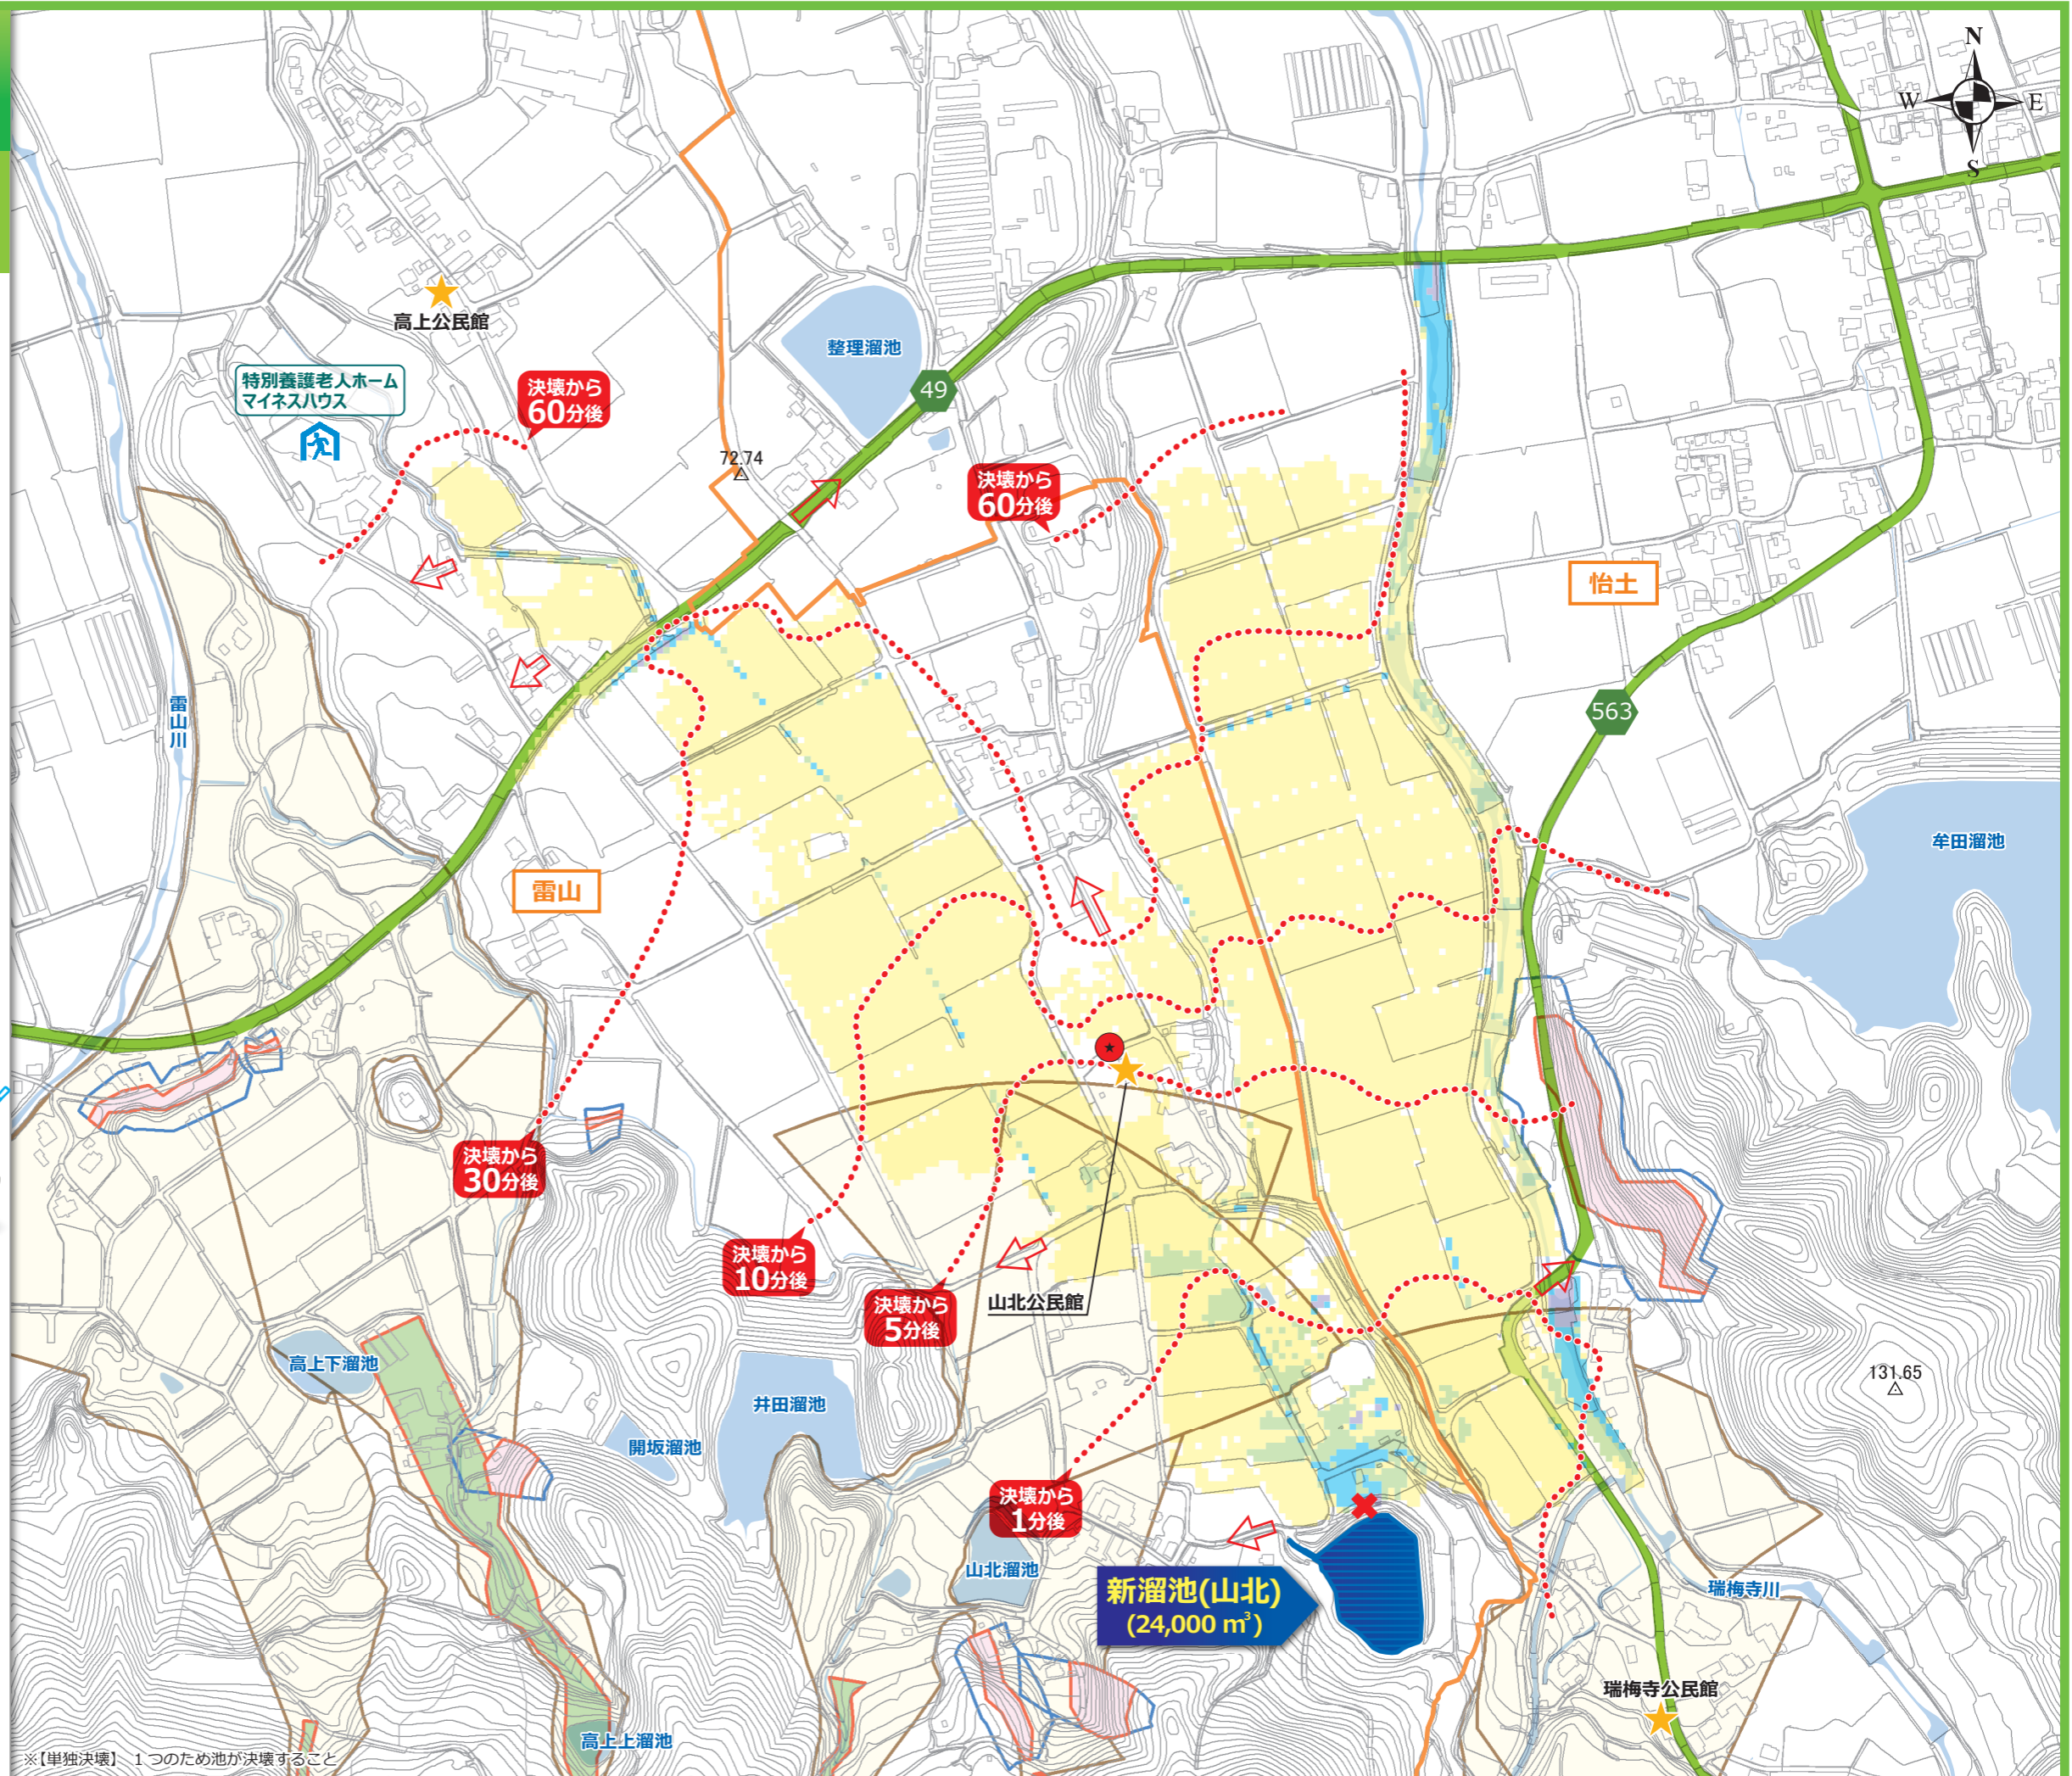 N
W
E
S
高上公民館
整理溜池
49
特別養護老人ホーム
マイネスハウス
決壊から
60分後
72.74
決壊から
60分後
怡土
563
雷山川
牟田溜池
雷山
決壊から
30分後
決壊から
10分後
決壊から
5分後
山北公民館
高上下溜池
131.65
井田溜池
開坂溜池
決壊から
1分後
山北溜池
新溜池(山北)
(24,000 m³)
瑞梅寺川
瑞梅寺公民館
高上上溜池
※【単独決壊】 1つのため池が決壊すること